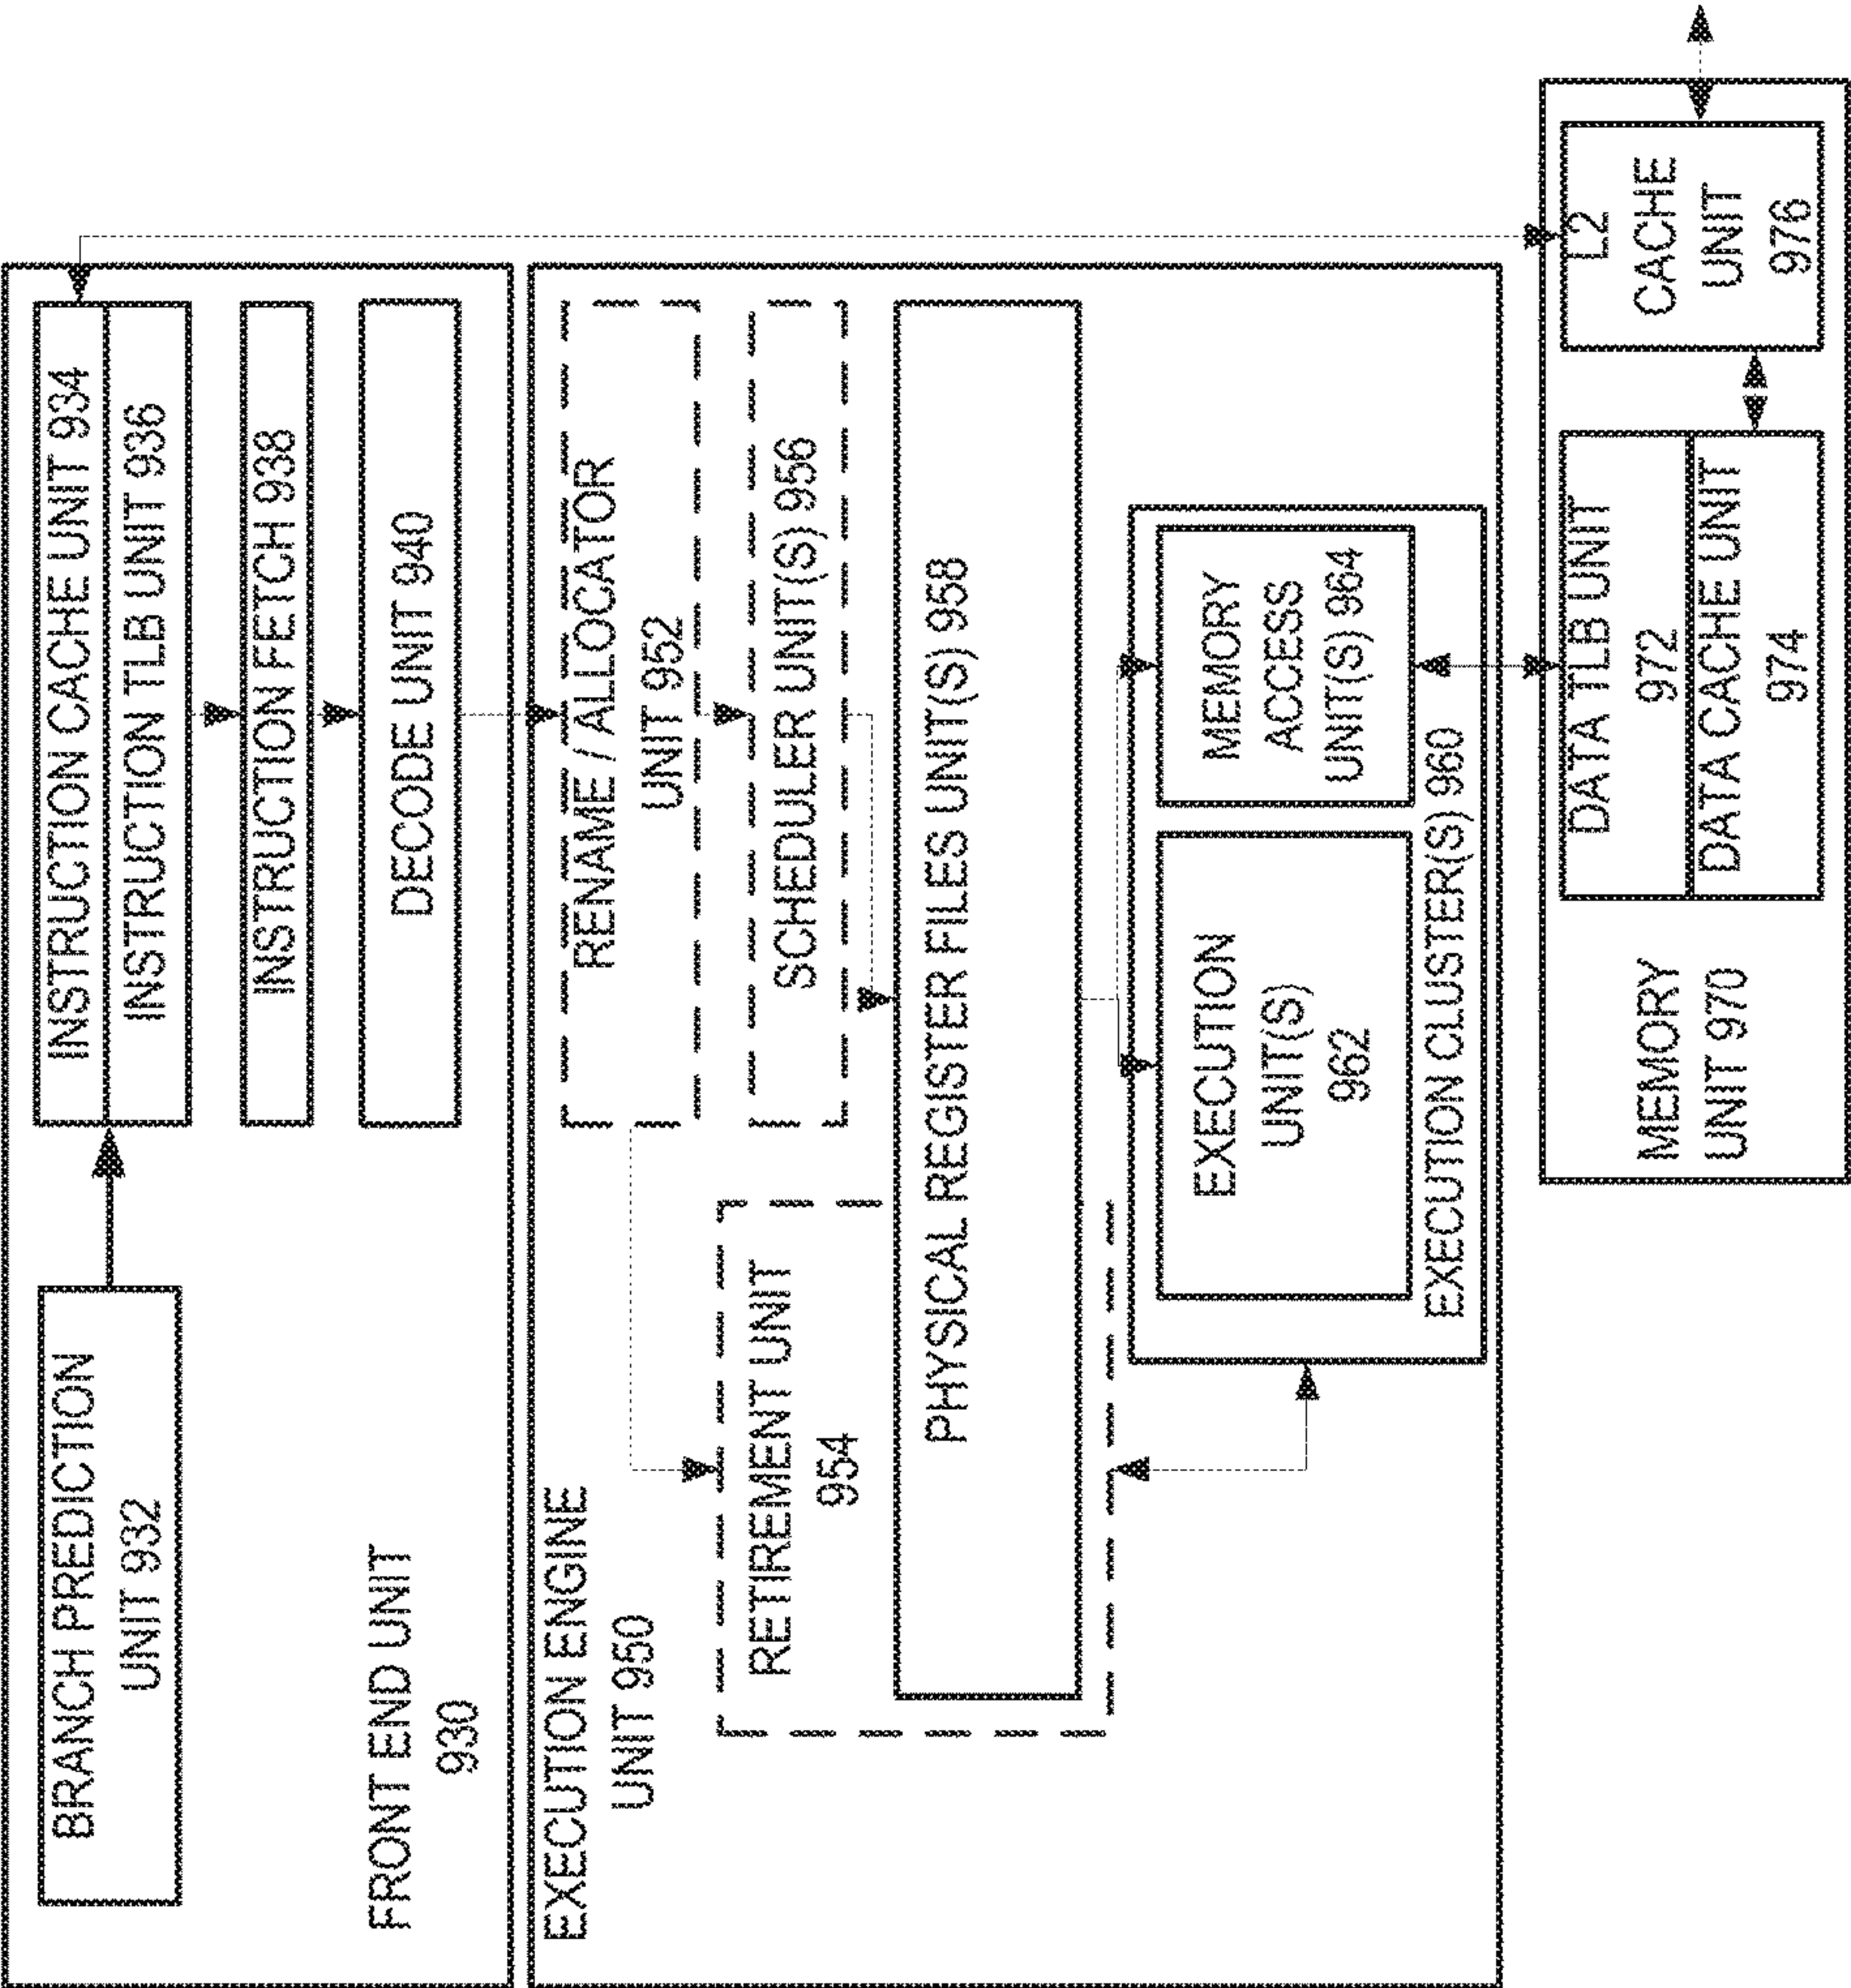 BRANCH PREDICTION
UNIT 932
INSTRUCTION CACHE UNIT 934
INSTRUCTION TLB UNIT 936
INSTRUCTION FETCH 938
DECODE UNIT 940
FRONT END UNIT
930
EXECUTION ENGINE
UNIT 950
RENAME / ALLOCATOR
UNIT 952
RETIREMENT UNIT
954
SCHEDULER UNIT(S) 956
PHYSICAL REGISTER FILES UNIT(S) 958
EXECUTION
UNIT(S)
962
MEMORY
ACCESS
UNIT(S) 964
EXECUTION CLUSTER(S) 960
MEMORY
UNIT 970
DATA TLB UNIT
972
DATA CACHE UNIT
974
L2
CACHE
UNIT
976